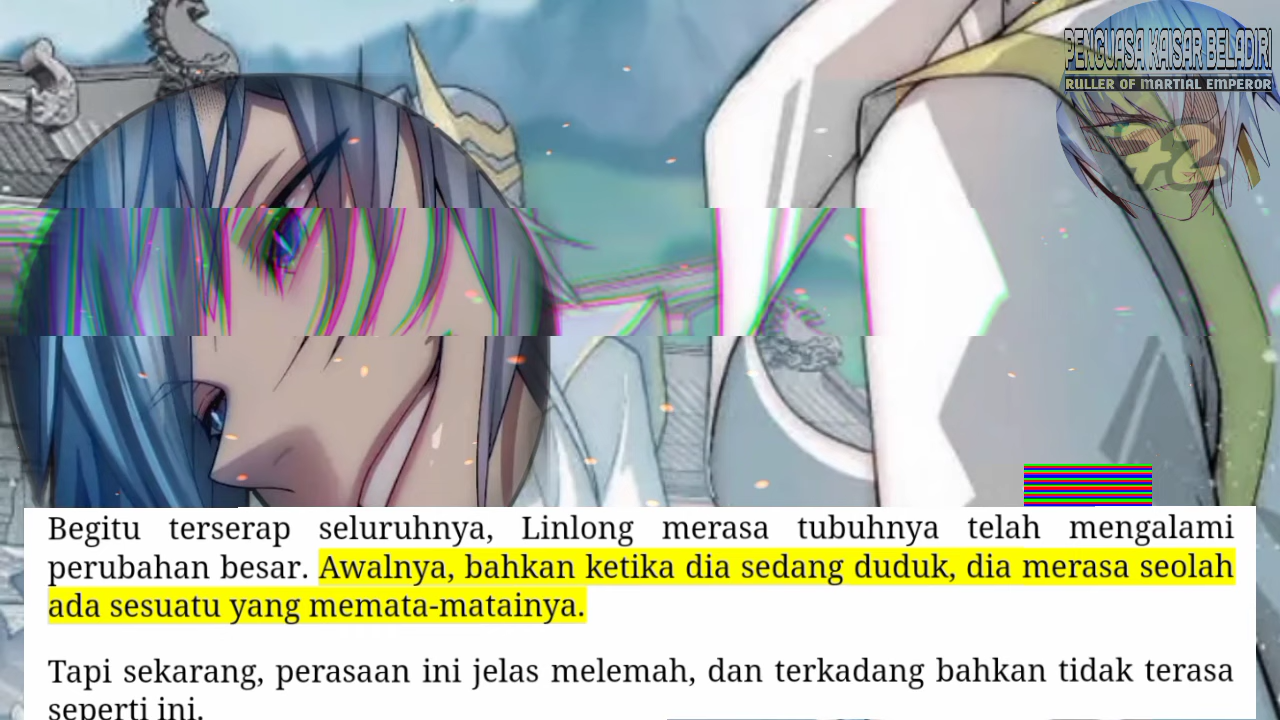 PENGUASA KAISAR BELADIRI
RULLER OF MARTIAL EMPEROR
Begitu terserap seluruhnya, Linlong merasa tubuhnya telah mengalami
perubahan besar. Awalnya, bahkan ketika dia sedang duduk, dia merasa seolah
ada sesuatu yang memata-matainya.
Tapi sekarang, perasaan ini jelas melemah, dan terkadang bahkan tidak terasa
seperti ini.